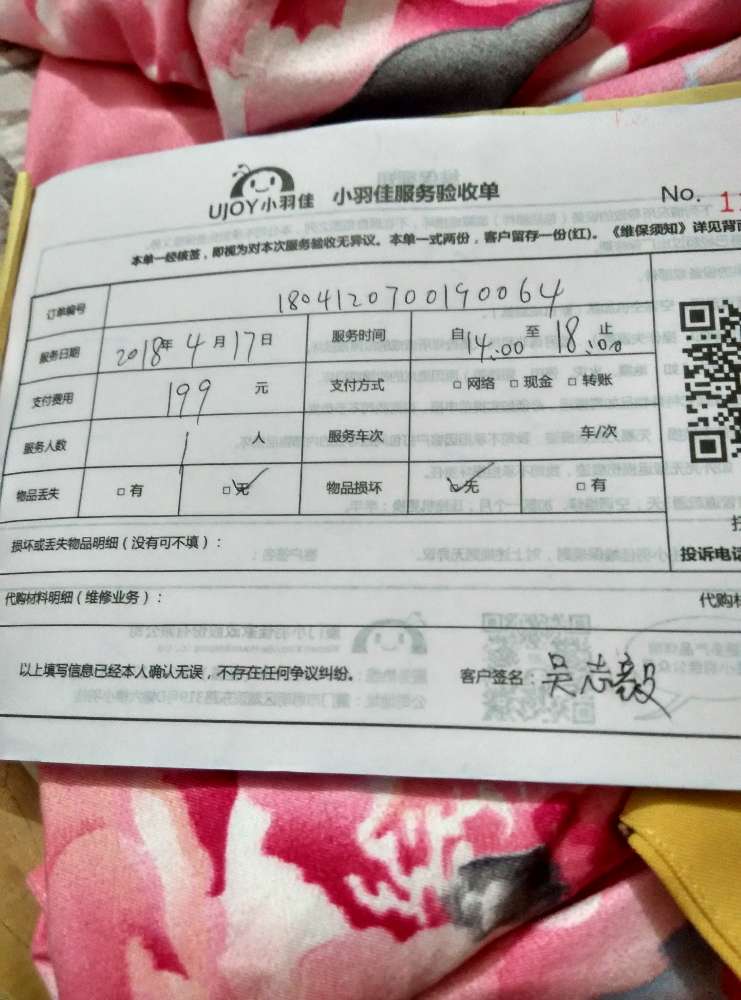 UJOY小羽佳 小羽佳服务验收单 No. 11
本单一经核签，即视为对本次服务验收无异议。本单一式两份，客户留存一份(红)。《维保须知》详见背面
订单编号 1804120700190064
服务日期 2018年 4月17日 服务时间 自14:00至18:00止
支付费用 199 元 支付方式 □网络 □现金 □转账
服务人数 1 人 服务车次 车/次
物品丢失 □有 □无 物品损坏 □无 □有
损坏或丢失物品明细（没有可不填）：
投诉电话
代购材料明细（维修业务）： 代购材
以上填写信息已经本人确认无误，不存在任何争议纠纷。 客户签名：吴志毅